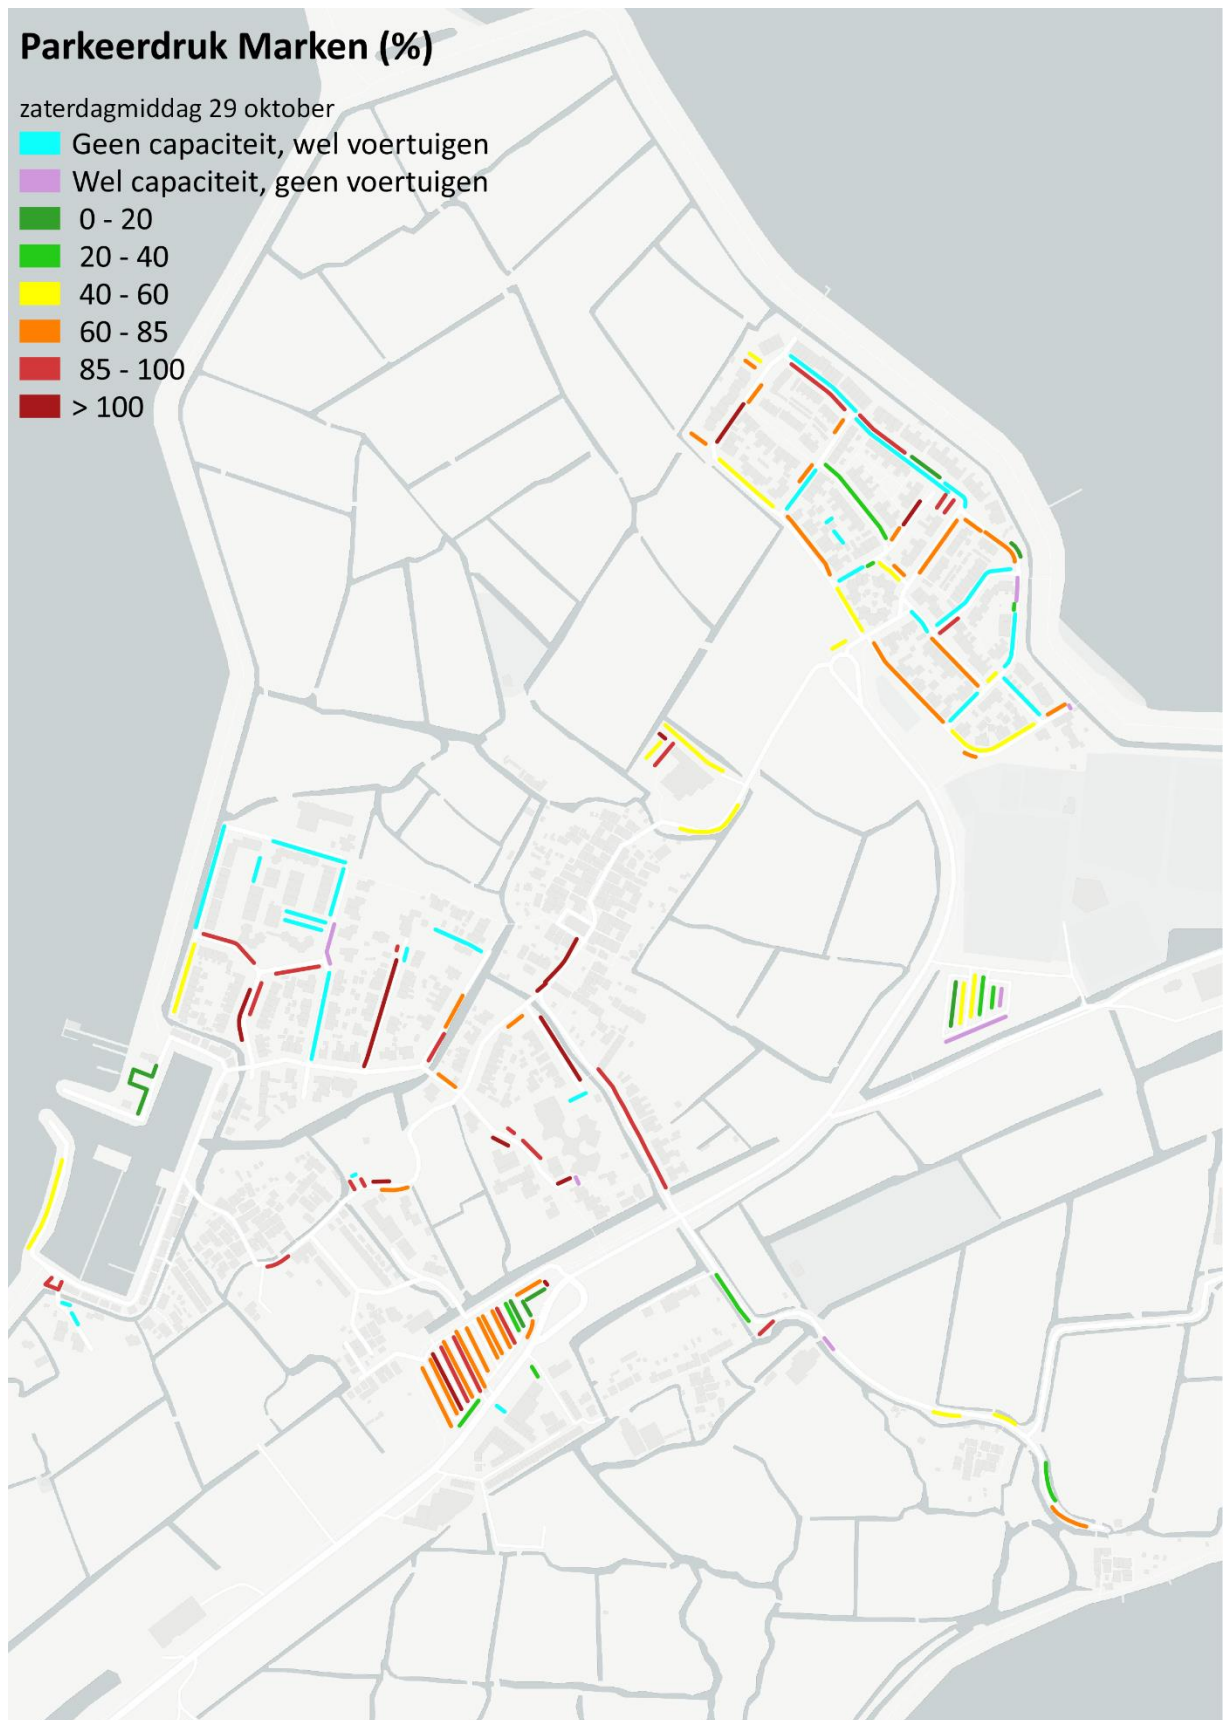 Parkeerdruk Marken (%)
zaterdagmiddag 29 oktober
Geen capaciteit, wel voertuigen
Wel capaciteit, geen voertuigen
0 - 20
20 - 40
40 - 60
60 - 85
85 - 100
> 100